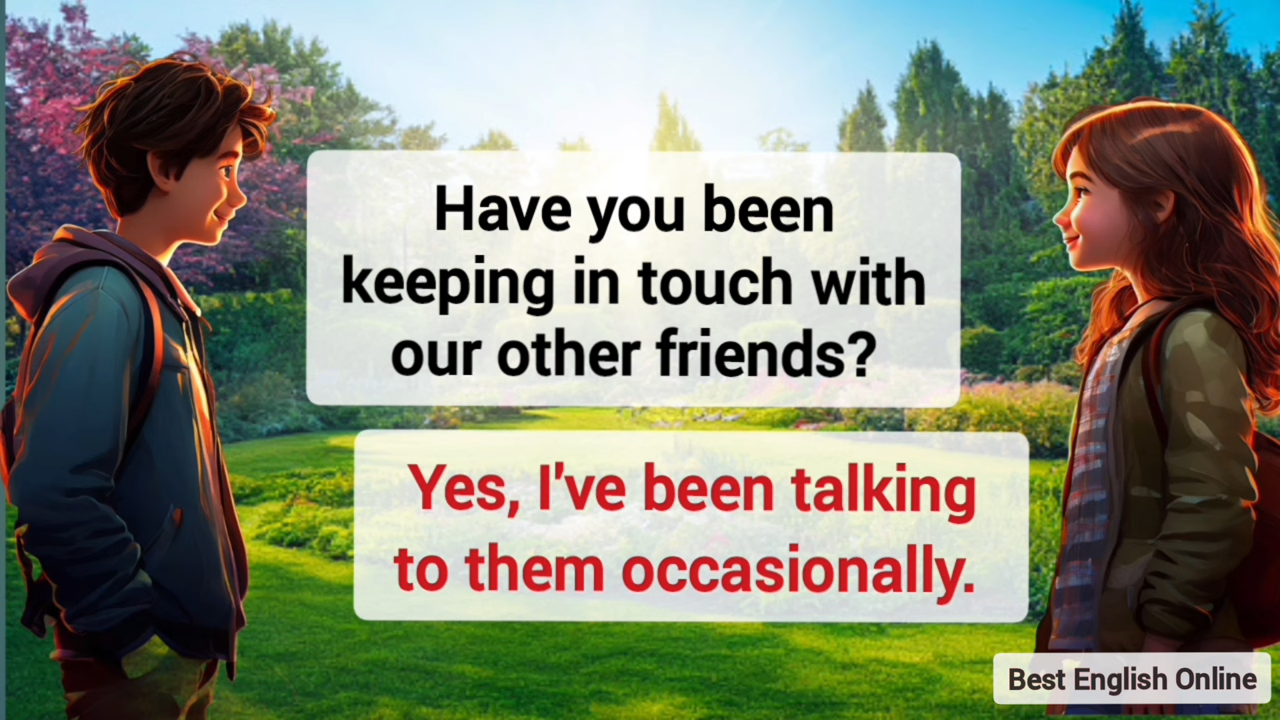 Have you been
keeping in touch with
our other friends?
Yes, I've been talking
to them occasionally.
Best English Online